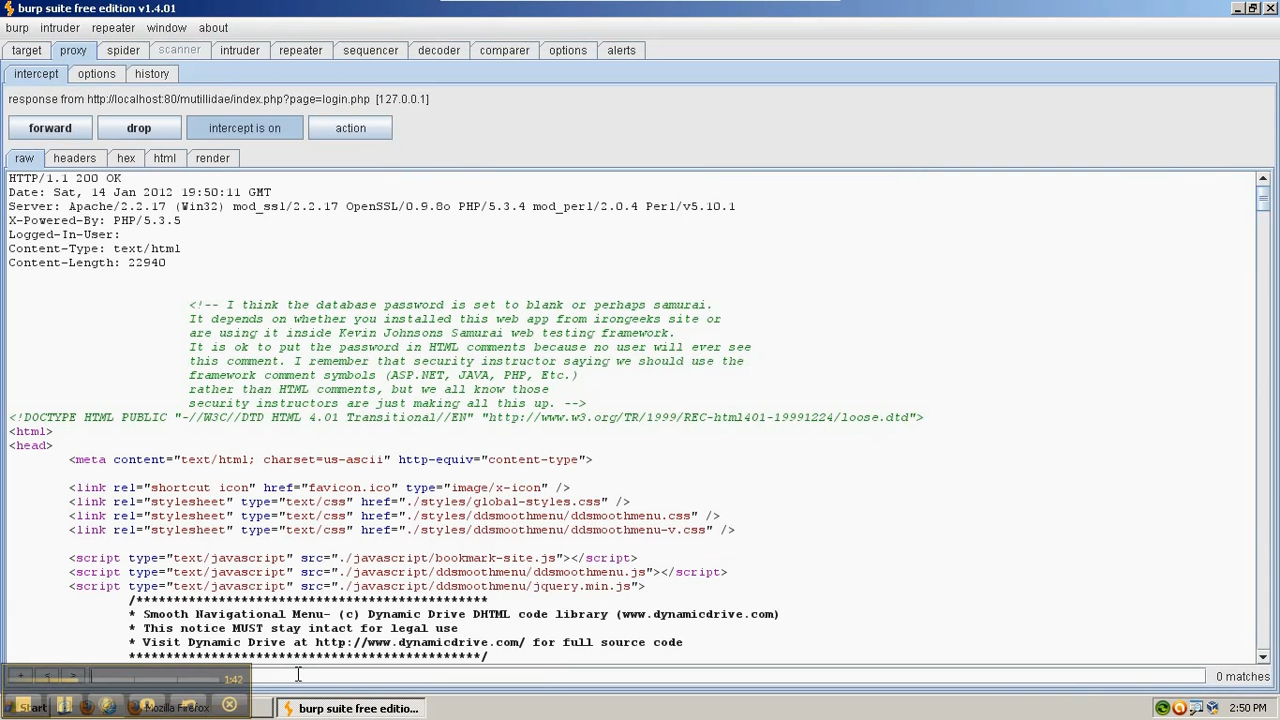 burp suite free edition v1.4.01
burp intruder repeater window about
target proxy spider scanner intruder repeater sequencer decoder comparer options alerts
intercept options history
response from http://localhost:80/mutillidae/index.php?page=login.php [127.0.0.1]
forward drop intercept is on action
raw headers hex html render
HTTP/1.1 200 OK
Date: Sat, 14 Jan 2012 19:50:11 GMT
Server: Apache/2.2.17 (Win32) mod_ssl/2.2.17 OpenSSL/0.9.8o PHP/5.3.4 mod_perl/2.0.4 Perl/v5.10.1
X-Powered-By: PHP/5.3.5
Logged-In-User:
Content-Type: text/html
Content-Length: 22940
<!-- I think the database password is set to blank or perhaps samurai.
It depends on whether you installed this web app from irongeeks site or
are using it inside Kevin Johnsons Samurai web testing framework.
It is ok to put the password in HTML comments because no user will ever see
this comment. I remember that security instructor saying we should use the
framework comment symbols (ASP.NET, JAVA, PHP, Etc.)
rather than HTML comments, but we all know those
security instructors are just making all this up. -->
<!DOCTYPE HTML PUBLIC "-//W3C//DTD HTML 4.01 Transitional//EN" "http://www.w3.org/TR/1999/REC-html401-19991224/loose.dtd">
<html>
<head>
<meta content="text/html; charset=us-ascii" http-equiv="content-type">
<link rel="shortcut icon" href="favicon.ico" type="image/x-icon" />
<link rel="stylesheet" type="text/css" href="./styles/global-styles.css" />
<link rel="stylesheet" type="text/css" href="./styles/ddsmoothmenu/ddsmoothmenu.css" />
<link rel="stylesheet" type="text/css" href="./styles/ddsmoothmenu/ddsmoothmenu-v.css" />
<script type="text/javascript" src="./javascript/bookmark-site.js"></script>
<script type="text/javascript" src="./javascript/ddsmoothmenu/ddsmoothmenu.js"></script>
<script type="text/javascript" src="./javascript/ddsmoothmenu/jquery.min.js">
/***********************************************
* Smooth Navigational Menu- (c) Dynamic Drive DHTML code library (www.dynamicdrive.com)
* This notice MUST stay intact for legal use
* Visit Dynamic Drive at http://www.dynamicdrive.com/ for full source code
***********************************************/
+ < > 1:42 0 matches
Start Mozilla Firefox burp suite free editio... 2:50 PM